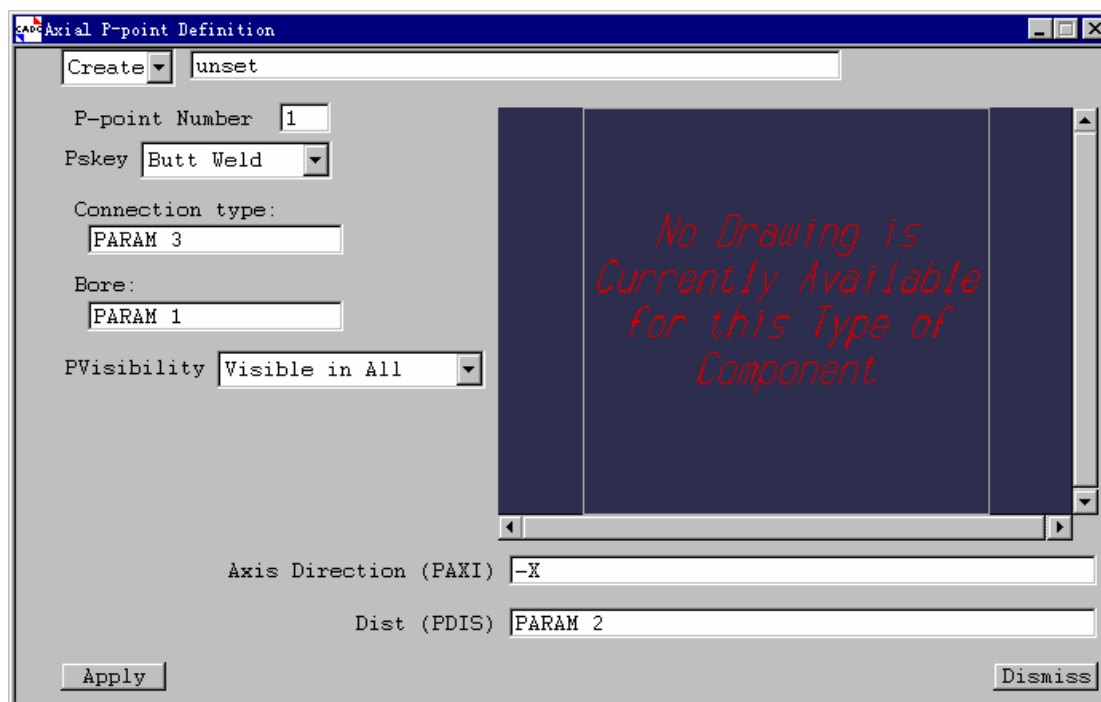 CADC Axial P-point Definition
Create unset
P-point Number 1
Pskey Butt Weld
Connection type:
PARAM 3
Bore:
PARAM 1
PVisibility Visible in All
No Drawing is
Currently Available
for this Type of
Component
Axis Direction (PAXI) -X
Dist (PDIS) PARAM 2
Apply Dismiss